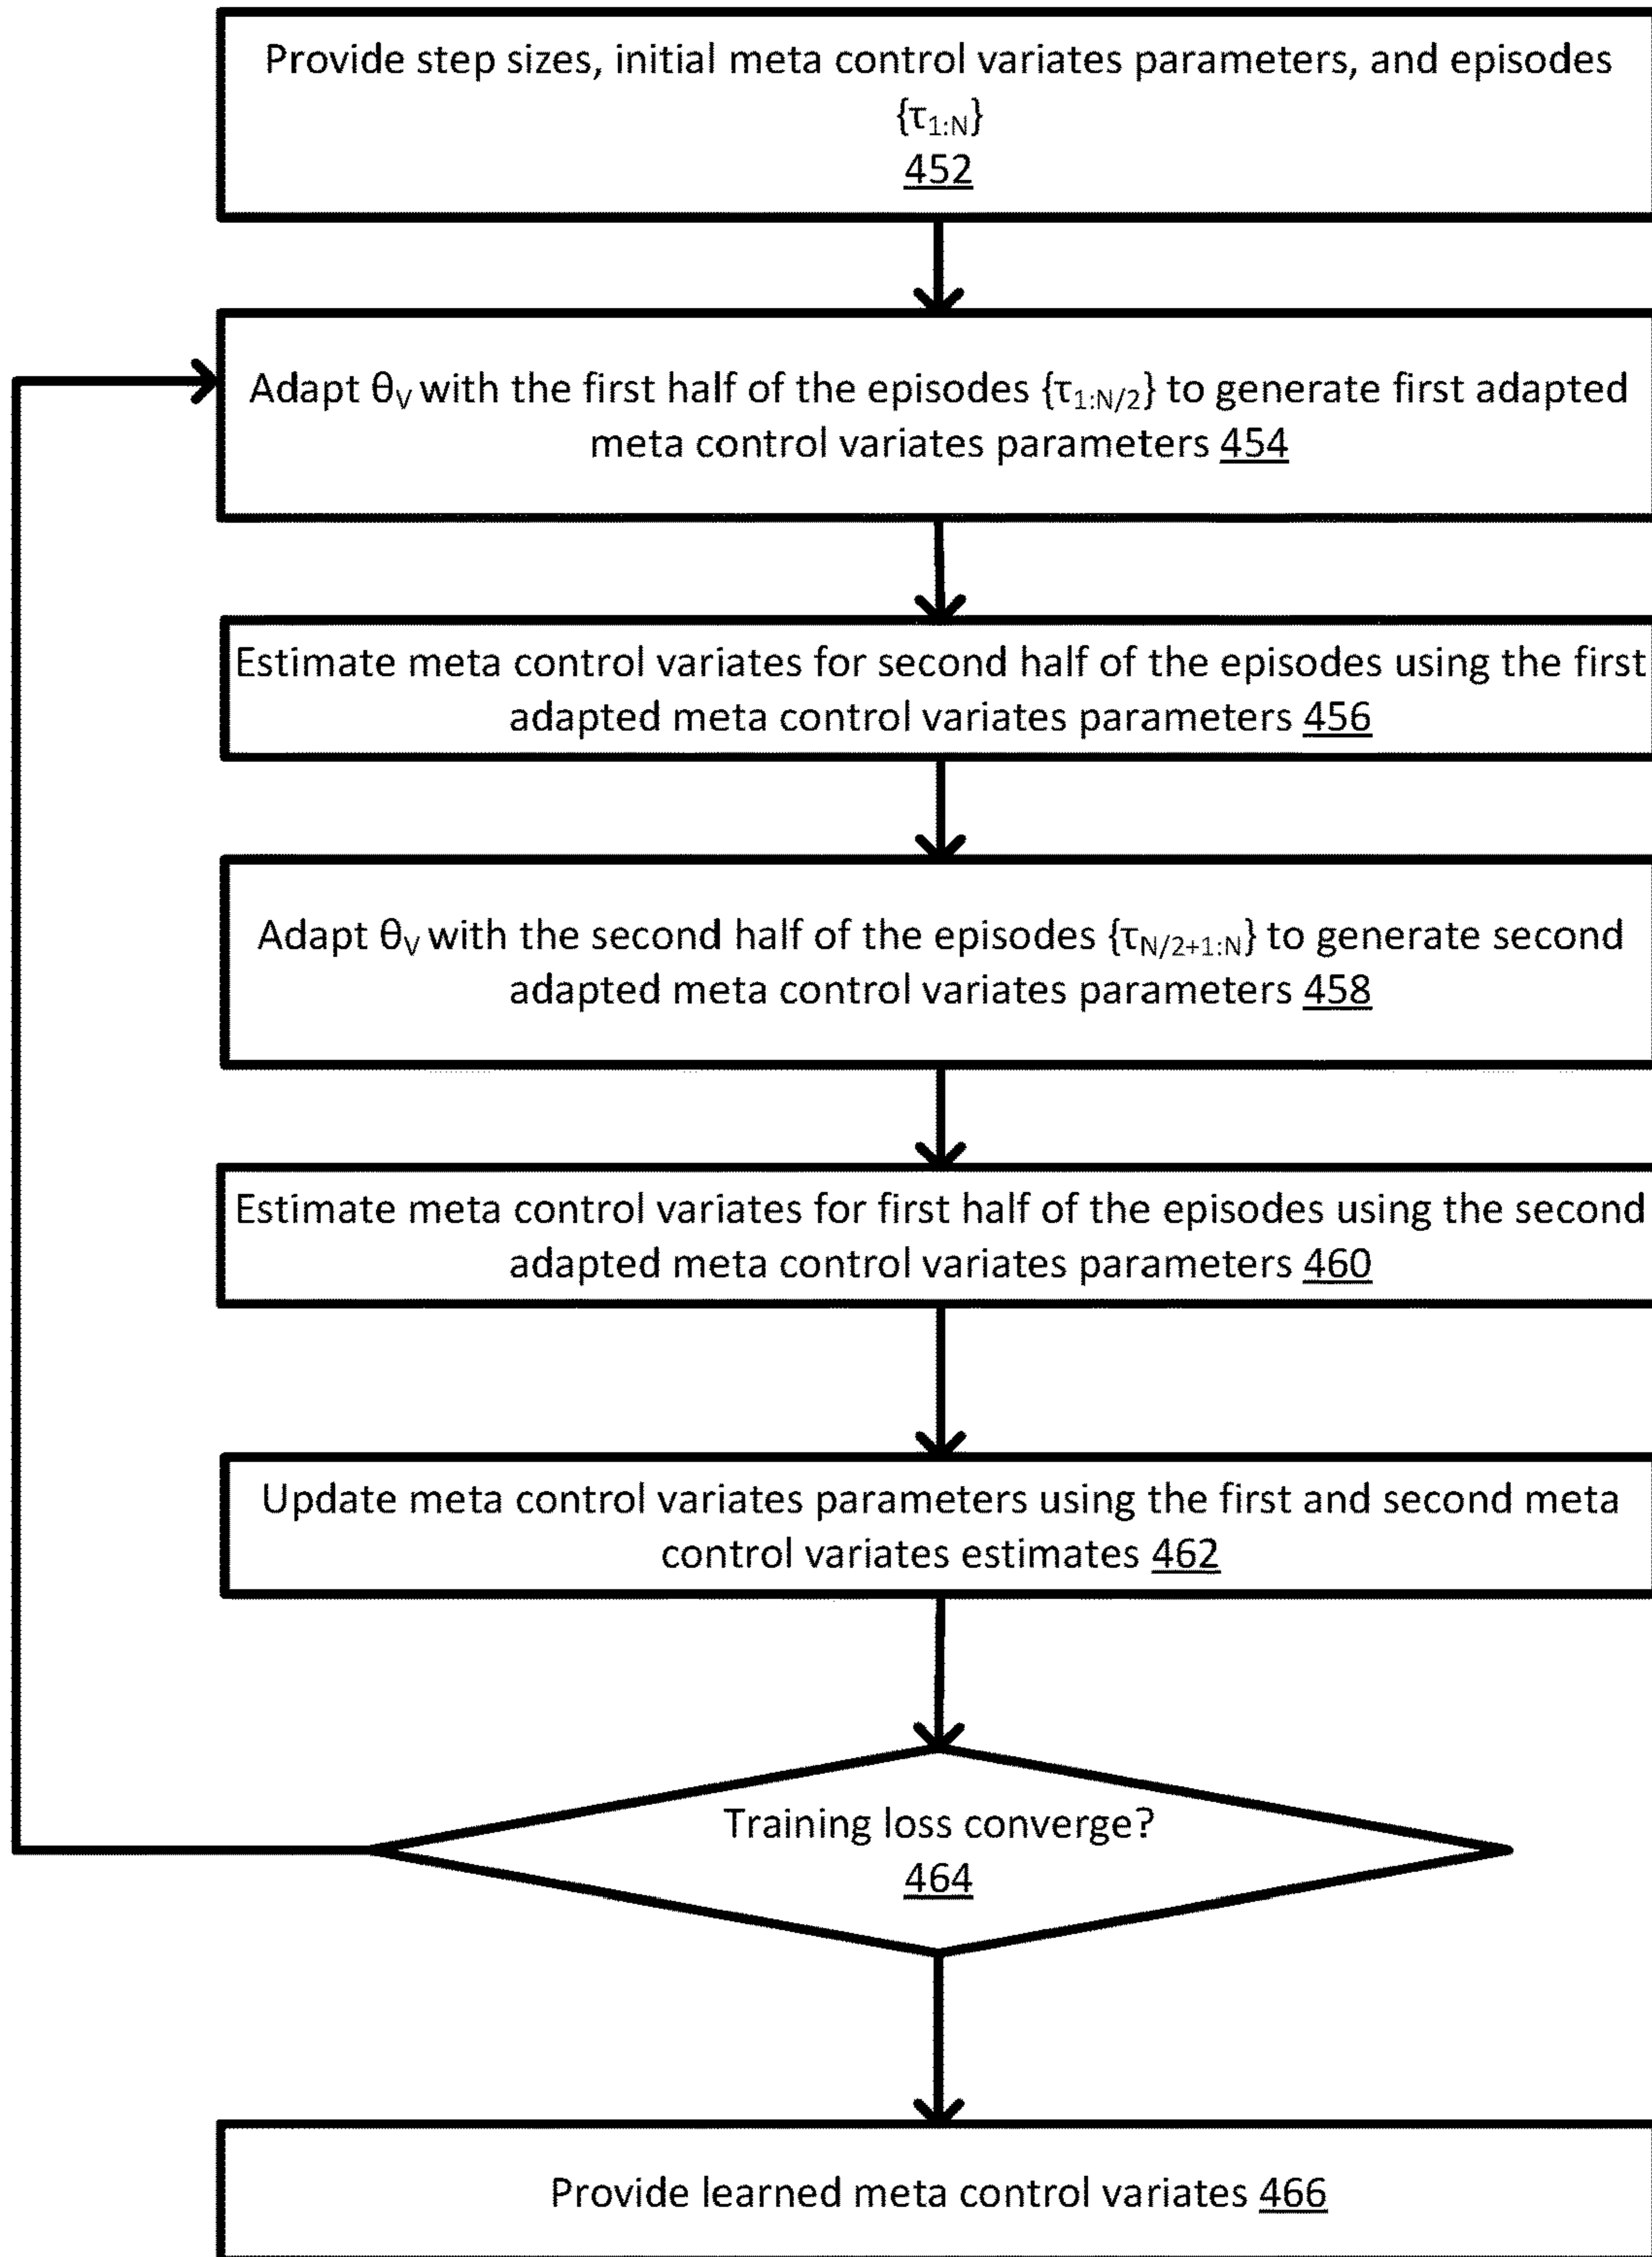 Provide step sizes, initial meta control variates parameters, and episodes
{τ1:N}
452
Adapt θV with the first half of the episodes {τ1:N/2} to generate first adapted
meta control variates parameters 454
Estimate meta control variates for second half of the episodes using the first
adapted meta control variates parameters 456
Adapt θV with the second half of the episodes {τN/2+1:N} to generate second
adapted meta control variates parameters 458
Estimate meta control variates for first half of the episodes using the second
adapted meta control variates parameters 460
Update meta control variates parameters using the first and second meta
control variates estimates 462
Training loss converge?
464
Provide learned meta control variates 466